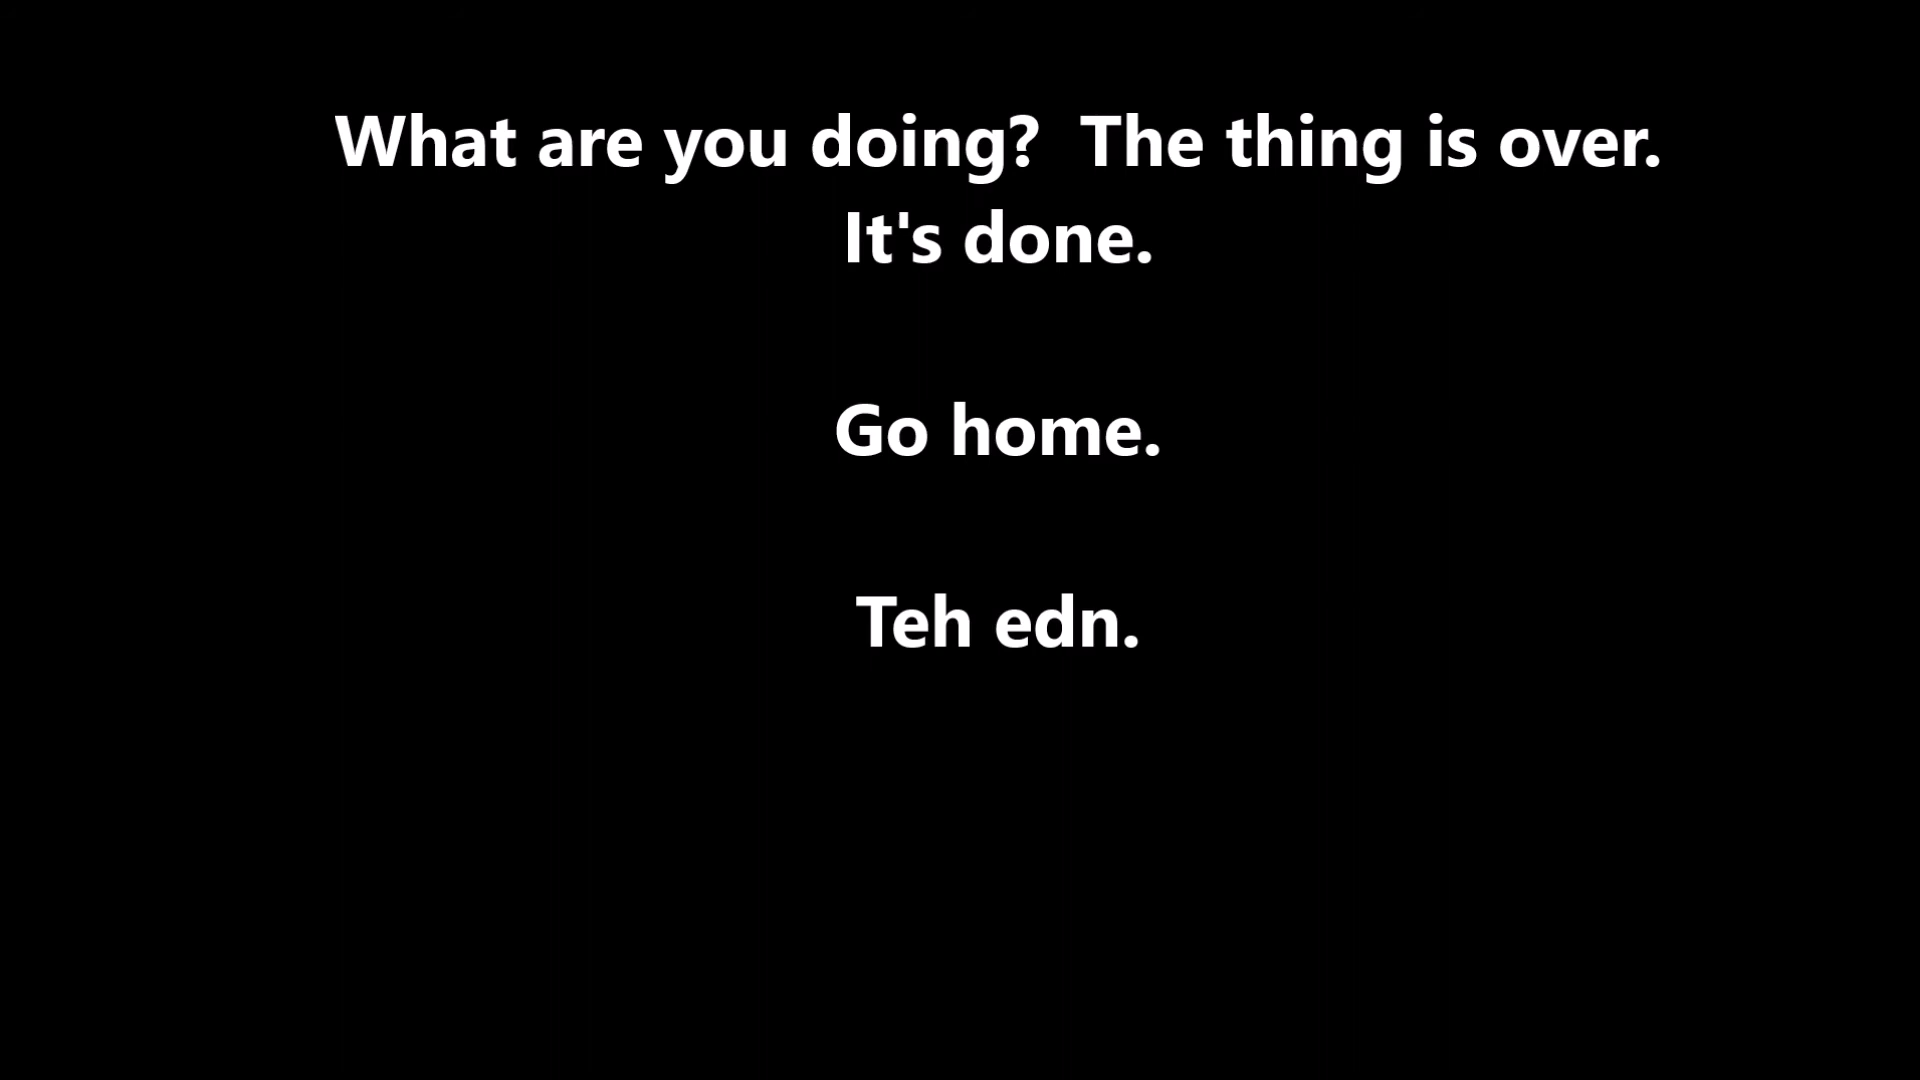 What are you doing?  The thing is over.
It's done.
Go home.
Teh edn.